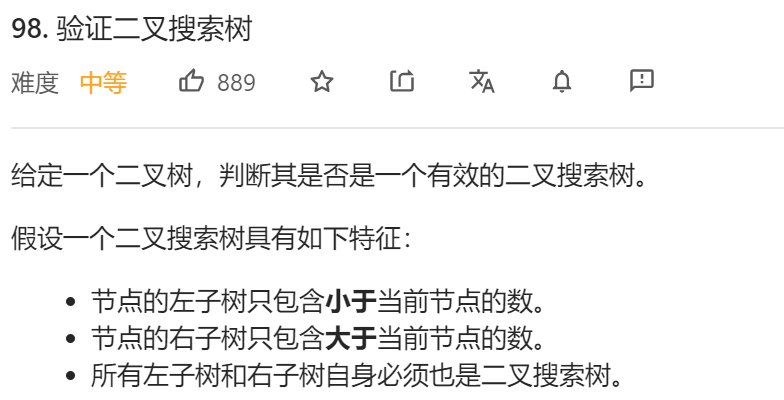 98. 验证二叉搜索树
难度 中等 889
给定一个二叉树，判断其是否是一个有效的二叉搜索树。
假设一个二叉搜索树具有如下特征：
节点的左子树只包含小于当前节点的数。
节点的右子树只包含大于当前节点的数。
所有左子树和右子树自身必须也是二叉搜索树。